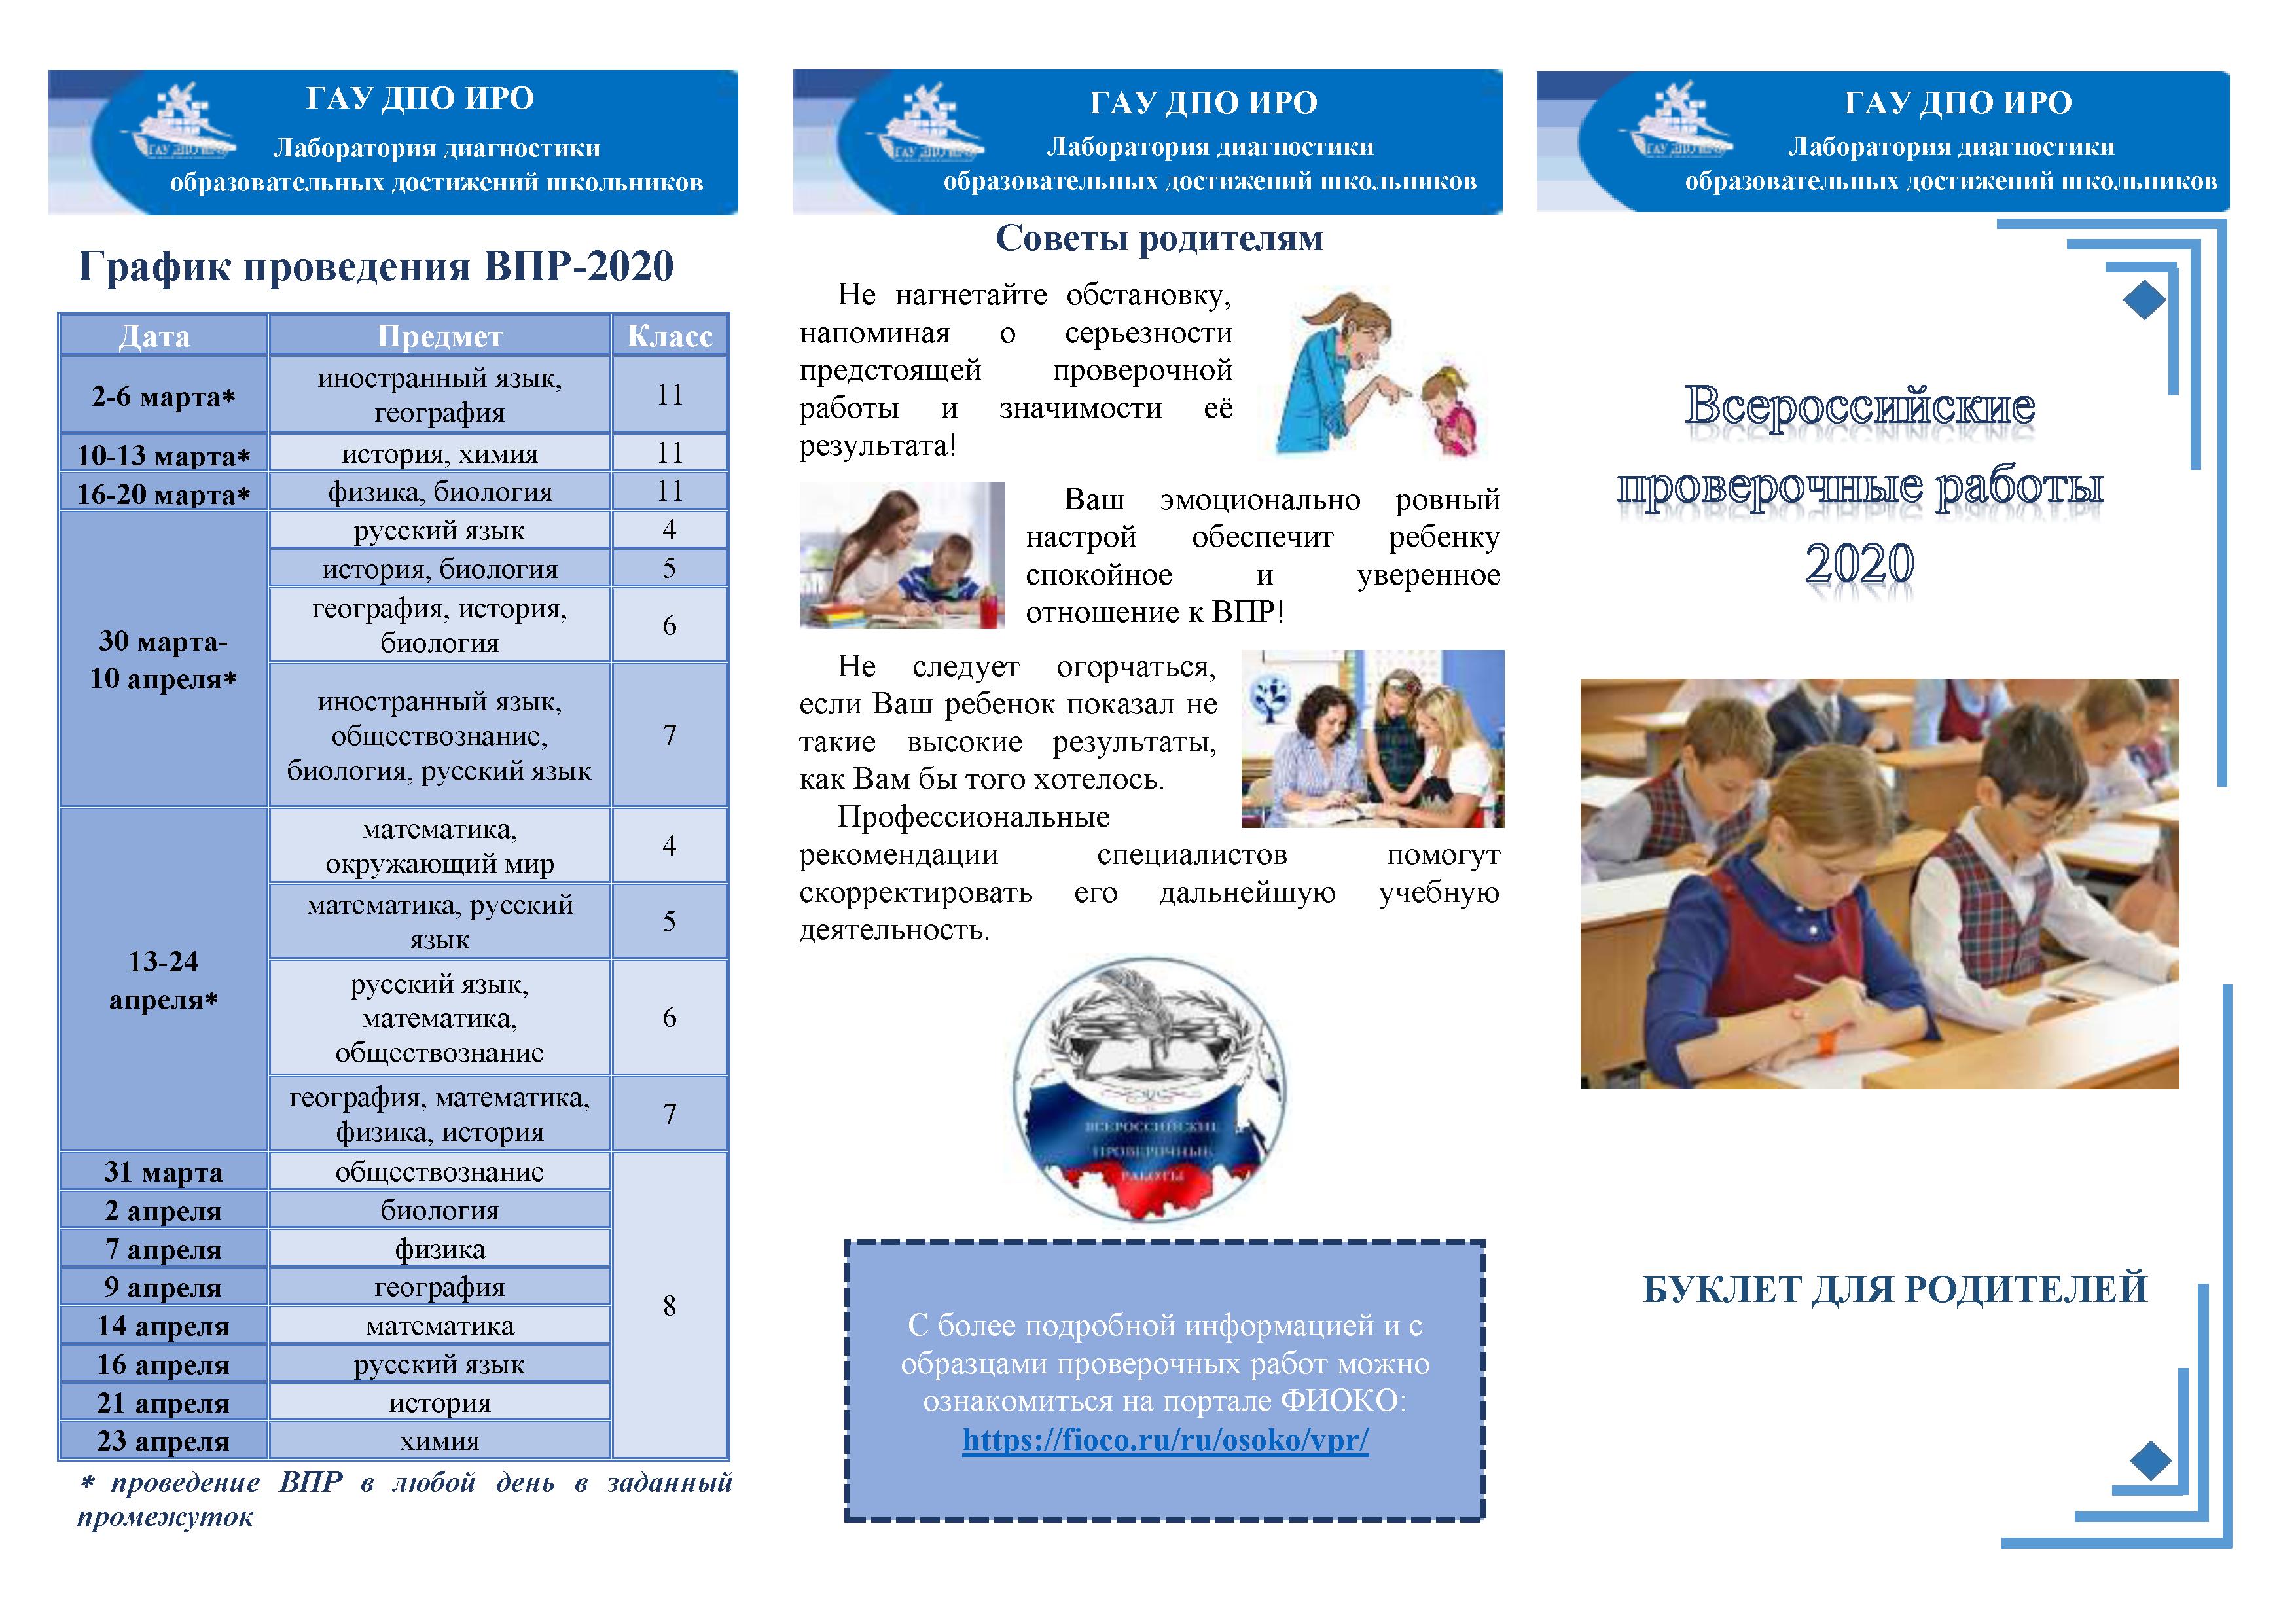 ГАУ ДПО ИРО
ГАУ ДПО ИРО
Лаборатория диагностики
образовательных достижений школьников
График проведения ВПР-2020
Дата Предмет Класс
2-6 марта* иностранный язык, география 11
10-13 марта* история, химия 11
16-20 марта* физика, биология 11
30 марта-
10 апреля*
русский язык 4
история, биология 5
география, история,
биология 6
иностранный язык,
обществознание,
биология, русский язык 7
13-24
апреля*
математика,
окружающий мир 4
математика, русский
язык 5
русский язык,
математика,
обществознание 6
география, математика,
физика, история 7
31 марта обществознание 8
2 апреля биология
7 апреля физика
9 апреля география
14 апреля математика
16 апреля русский язык
21 апреля история
23 апреля химия
* проведение ВПР в любой день в заданный
промежуток
ГАУ ДПО ИРО
ГАУ ДПО ИРО
Лаборатория диагностики
образовательных достижений школьников
Советы родителям
Не нагнетайте обстановку,
напоминая о серьезности
предстоящей проверочной
работы и значимости её
результата!
Ваш эмоционально ровный
настрой обеспечит ребенку
спокойное и уверенное
отношение к ВПР!
Не следует огорчаться,
если Ваш ребенок показал не
такие высокие результаты,
как Вам бы того хотелось.
Профессиональные
рекомендации специалистов помогут
скорректировать его дальнейшую учебную
деятельность.
ВСЕРОССИЙСКИЕ
ПРОВЕРОЧНЫЕ
РАБОТЫ
С более подробной информацией и с
образцами проверочных работ можно
ознакомиться на портале ФИОКО:
https://fioco.ru/ru/osoko/vpr/
ГАУ ДПО ИРО
ГАУ ДПО ИРО
Лаборатория диагностики
образовательных достижений школьников
Всероссийские
проверочные работы
2020
БУКЛЕТ ДЛЯ РОДИТЕЛЕЙ